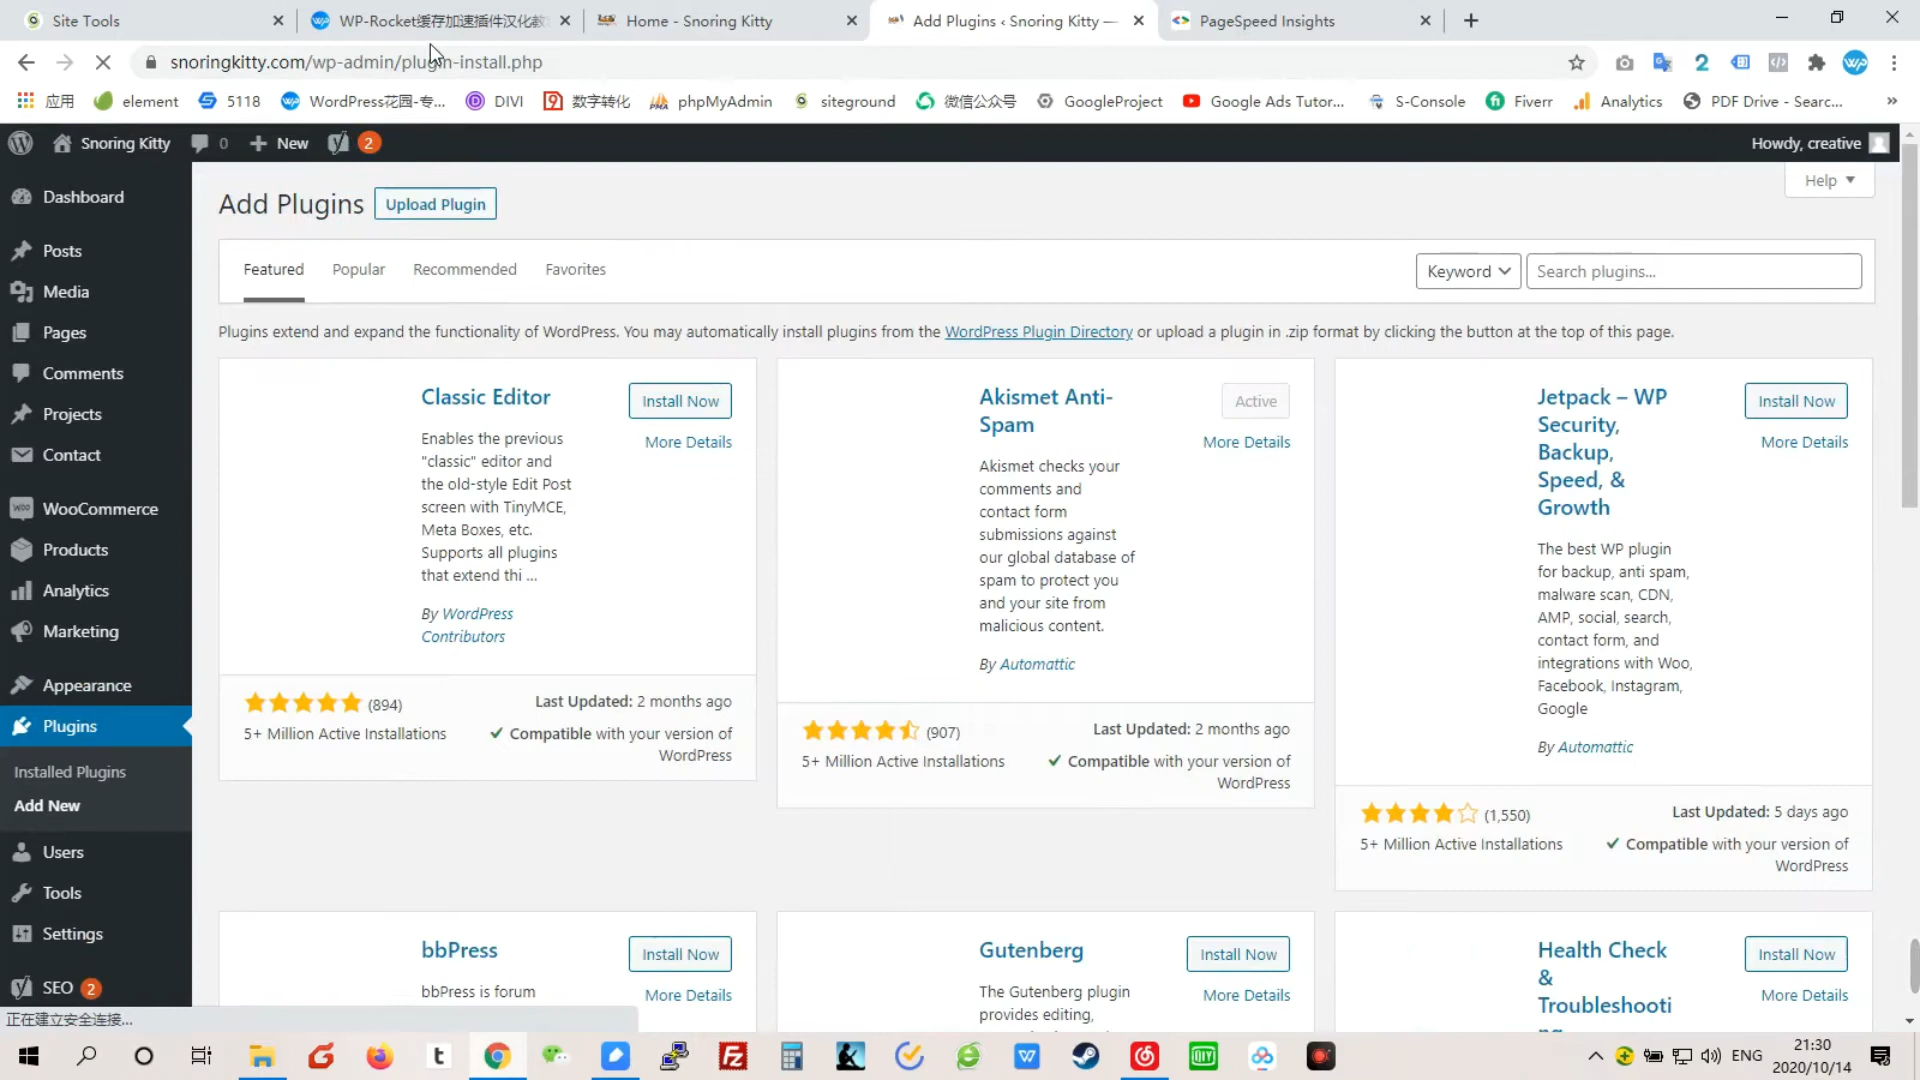 Site Tools
WP-Rocket缓存加速插件汉化教
Home - Snoring Kitty
Add Plugins ‹ Snoring Kitty —
PageSpeed Insights
snoringkitty.com/wp-admin/plugin-install.php
应用
element
5118
WordPress花园-专...
DIVI
数字转化
phpMyAdmin
siteground
微信公众号
GoogleProject
Google Ads Tutor...
S-Console
Fiverr
Analytics
PDF Drive - Searc...
»
Snoring Kitty
0
New
2
Howdy, creative
Dashboard
Posts
Media
Pages
Comments
Projects
Contact
WooCommerce
Products
Analytics
Marketing
Appearance
Plugins
Installed Plugins
Add New
Users
Tools
Settings
SEO 2
Add Plugins
Upload Plugin
Help
Featured
Popular
Recommended
Favorites
Keyword
Search plugins...
Plugins extend and expand the functionality of WordPress. You may automatically install plugins from the WordPress Plugin Directory or upload a plugin in .zip format by clicking the button at the top of this page.
Classic Editor
Install Now
More Details
Enables the previous
"classic" editor and
the old-style Edit Post
screen with TinyMCE,
Meta Boxes, etc.
Supports all plugins
that extend thi ...
By WordPress
Contributors
(894)
5+ Million Active Installations
Last Updated: 2 months ago
Compatible with your version of
WordPress
Akismet Anti-
Spam
Active
More Details
Akismet checks your
comments and
contact form
submissions against
our global database of
spam to protect you
and your site from
malicious content.
By Automattic
(907)
5+ Million Active Installations
Last Updated: 2 months ago
Compatible with your version of
WordPress
Jetpack – WP
Security,
Backup,
Speed, &
Growth
Install Now
More Details
The best WP plugin
for backup, anti spam,
malware scan, CDN,
AMP, social, search,
contact form, and
integrations with Woo,
Facebook, Instagram,
Google
By Automattic
(1,550)
5+ Million Active Installations
Last Updated: 5 days ago
Compatible with your version of
WordPress
bbPress
Install Now
More Details
bbPress is forum
Gutenberg
Install Now
More Details
The Gutenberg plugin
provides editing,
Health Check
&
Troubleshooti
Install Now
More Details
正在建立安全连接...
ENG
21:30
2020/10/14